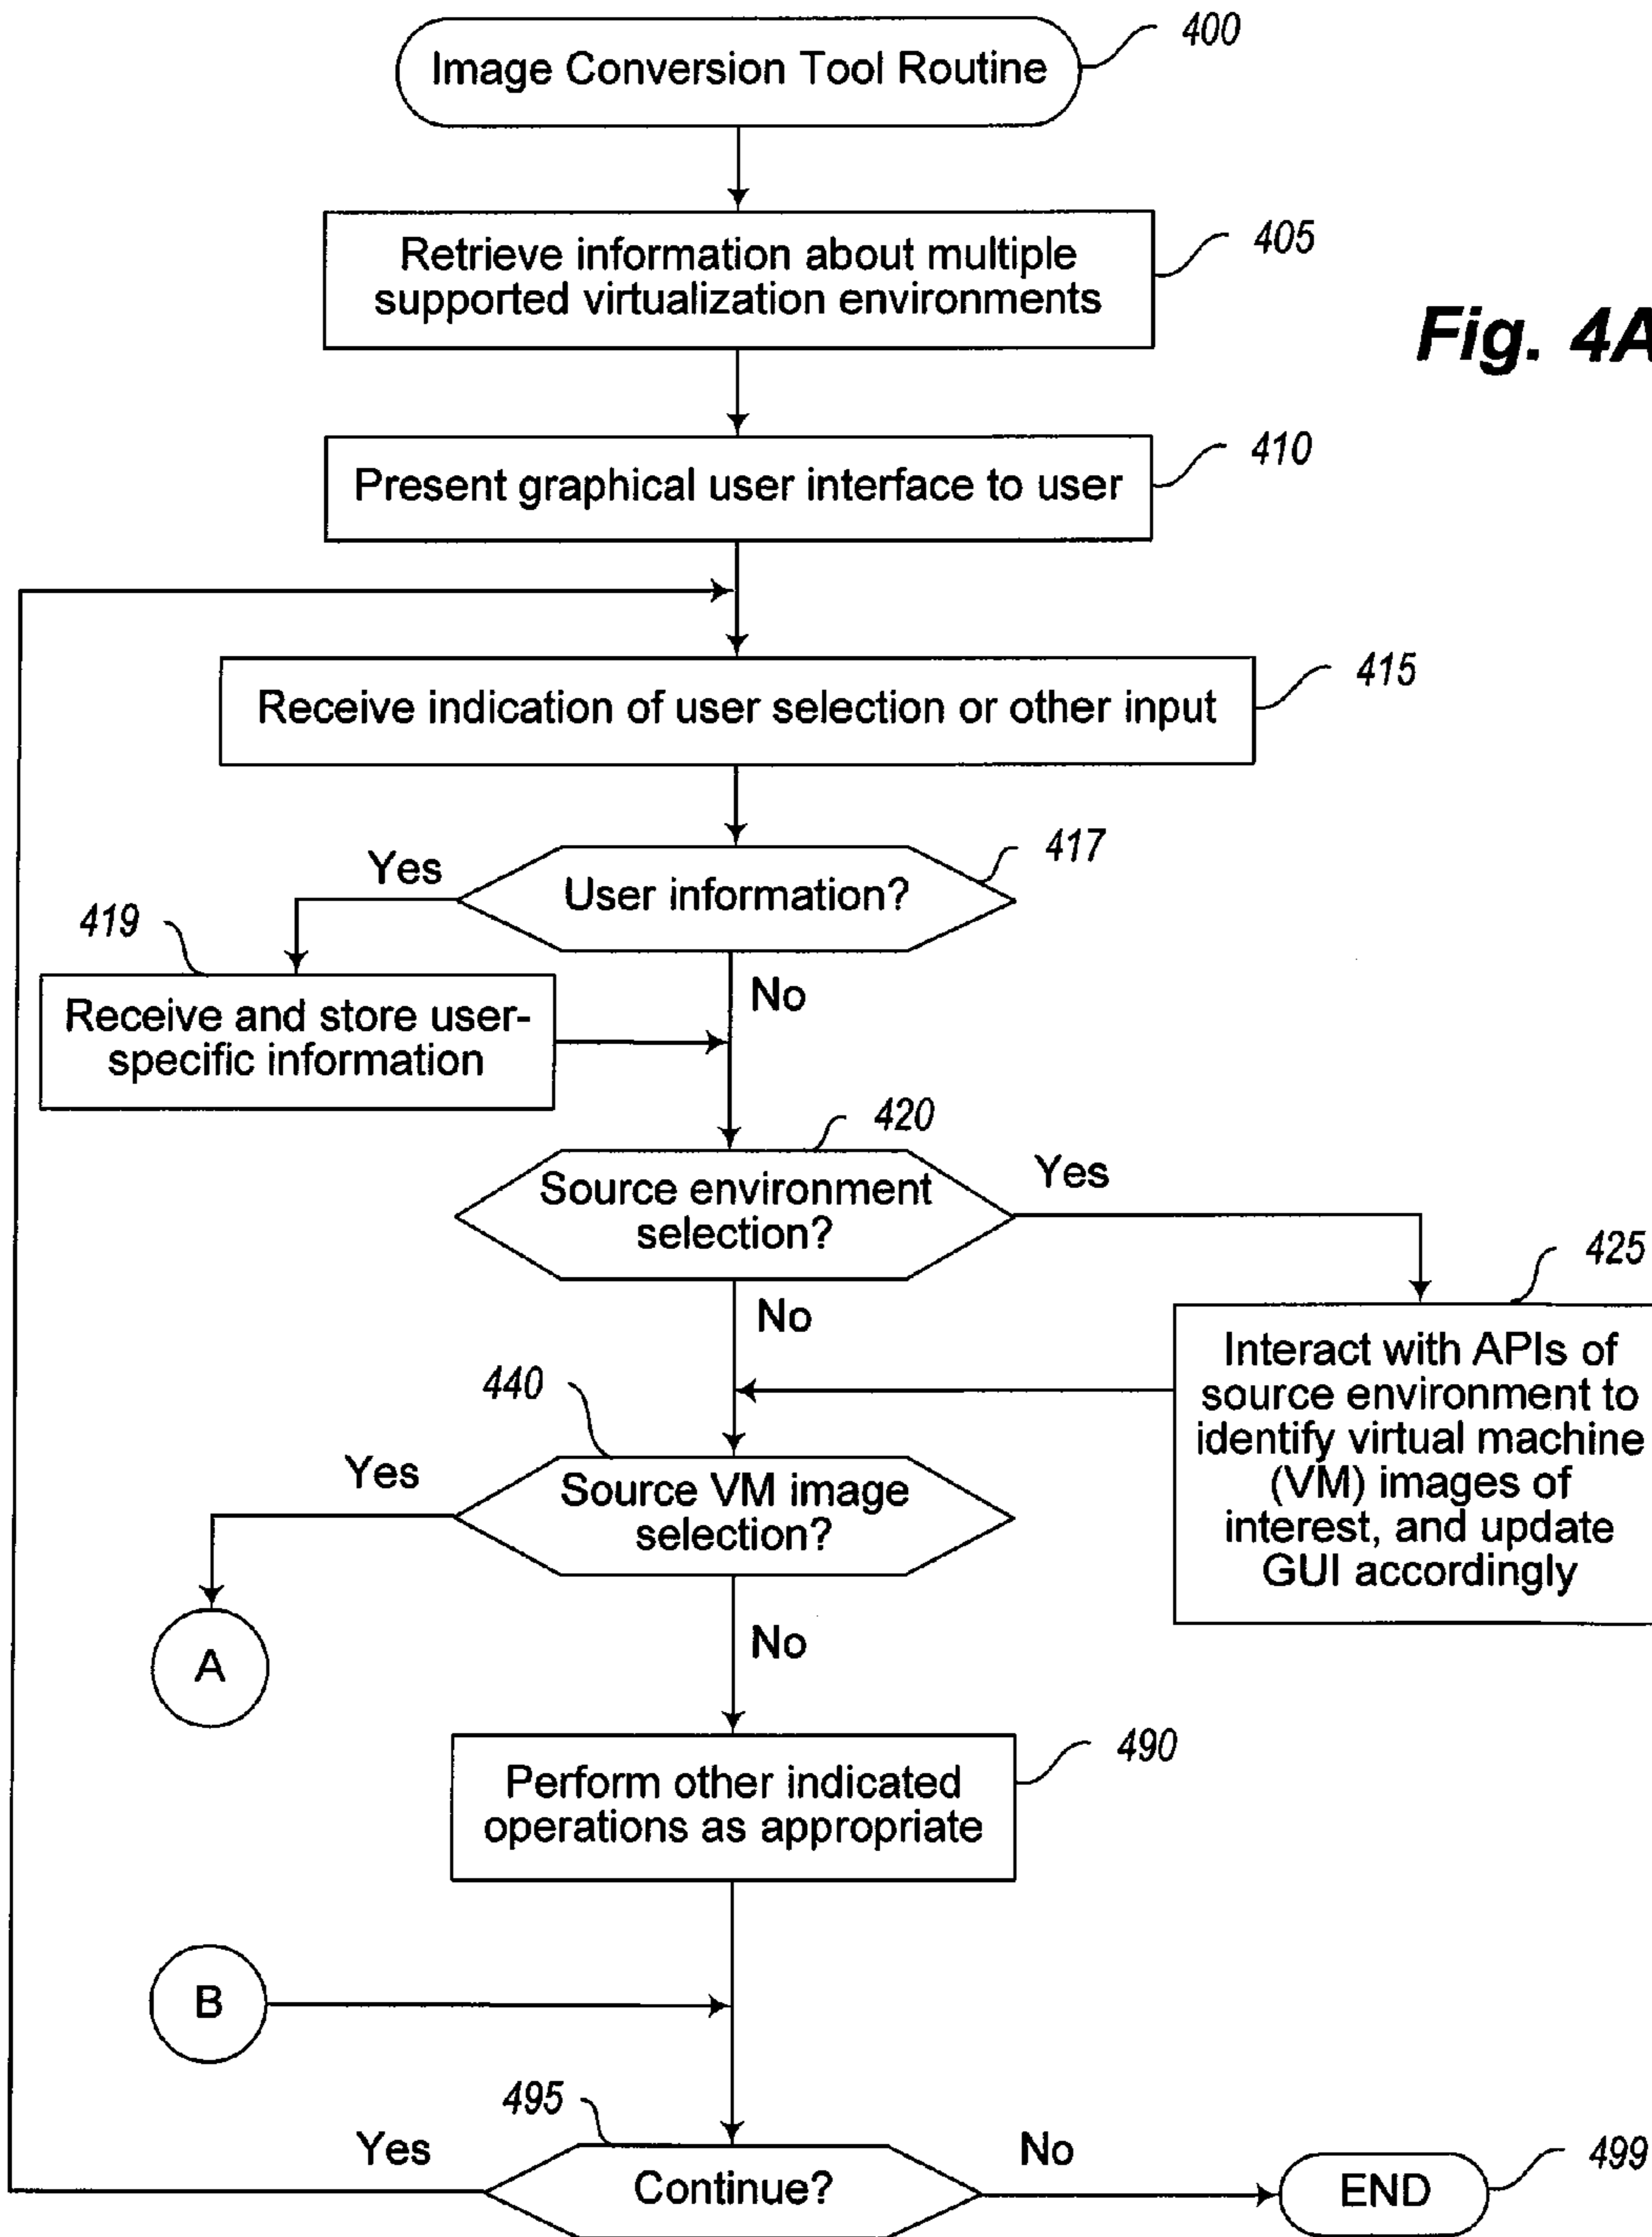 400
Image Conversion Tool Routine
405
Retrieve information about multiple
supported virtualization environments
Fig. 4A
410
Present graphical user interface to user
415
Receive indication of user selection or other input
417
Yes
User information?
419
No
Receive and store user-
specific information
420
Source environment
selection?
Yes
425
No
Interact with APIs of
source environment to
identify virtual machine
(VM) images of
interest, and update
GUI accordingly
440
Yes
Source VM image
selection?
A
No
490
Perform other indicated
operations as appropriate
B
495
Yes
Continue?
No
END
499